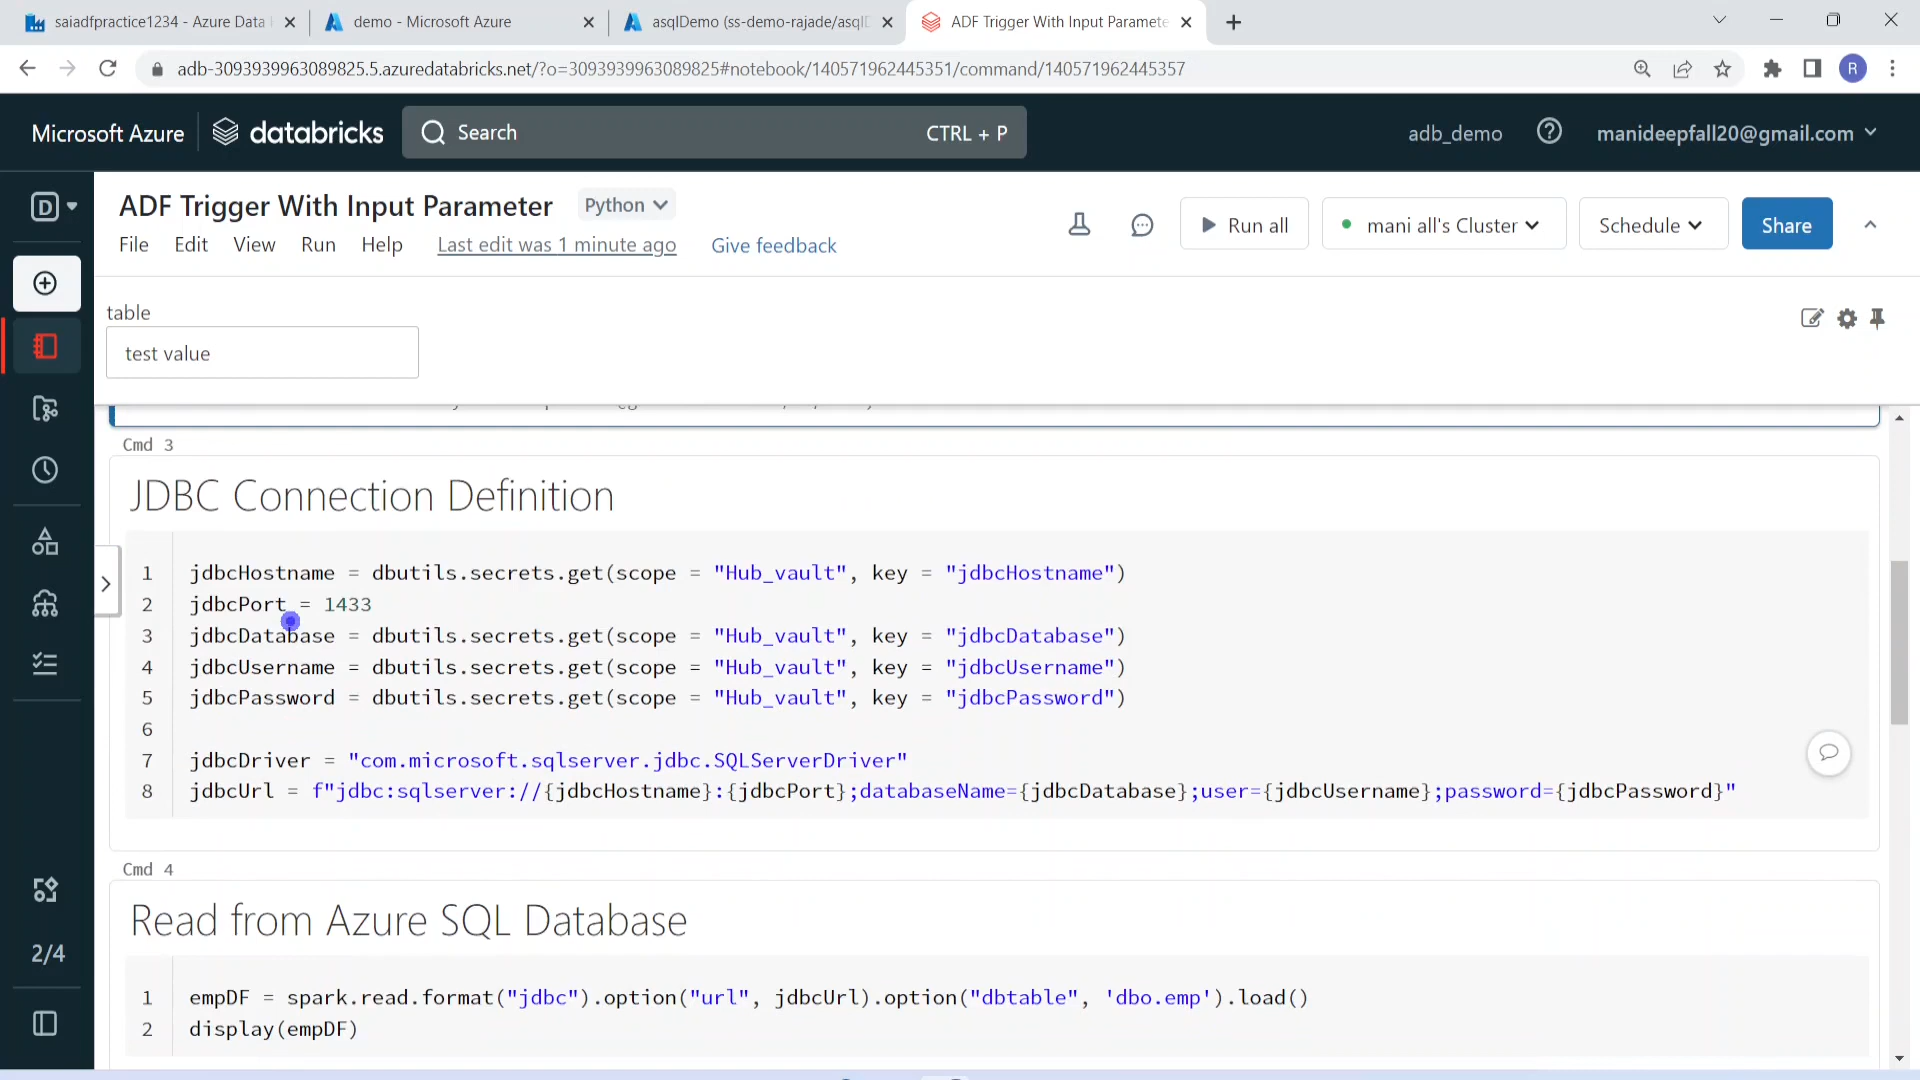 saiadfpractice1234 - Azure Data
demo - Microsoft Azure
asqlDemo (ss-demo-rajade/asqlD
ADF Trigger With Input Paramete
adb-3093939963089825.5.azuredatabricks.net/?o=3093939963089825#notebook/140571962445351/command/140571962445357
R
Microsoft Azure
databricks
Search
CTRL + P
adb_demo
manideepfall20@gmail.com
D
ADF Trigger With Input Parameter
Python
File Edit View Run Help Last edit was 1 minute ago Give feedback
Run all
mani all's Cluster
Schedule
Share
table
test value
Cmd 3
JDBC Connection Definition
1 jdbcHostname = dbutils.secrets.get(scope = "Hub_vault", key = "jdbcHostname")
2 jdbcPort = 1433
3 jdbcDatabase = dbutils.secrets.get(scope = "Hub_vault", key = "jdbcDatabase")
4 jdbcUsername = dbutils.secrets.get(scope = "Hub_vault", key = "jdbcUsername")
5 jdbcPassword = dbutils.secrets.get(scope = "Hub_vault", key = "jdbcPassword")
6
7 jdbcDriver = "com.microsoft.sqlserver.jdbc.SQLServerDriver"
8 jdbcUrl = f"jdbc:sqlserver://{jdbcHostname}:{jdbcPort};databaseName={jdbcDatabase};user={jdbcUsername};password={jdbcPassword}"
Cmd 4
Read from Azure SQL Database
1 empDF = spark.read.format("jdbc").option("url", jdbcUrl).option("dbtable", 'dbo.emp').load()
2 display(empDF)
2/4